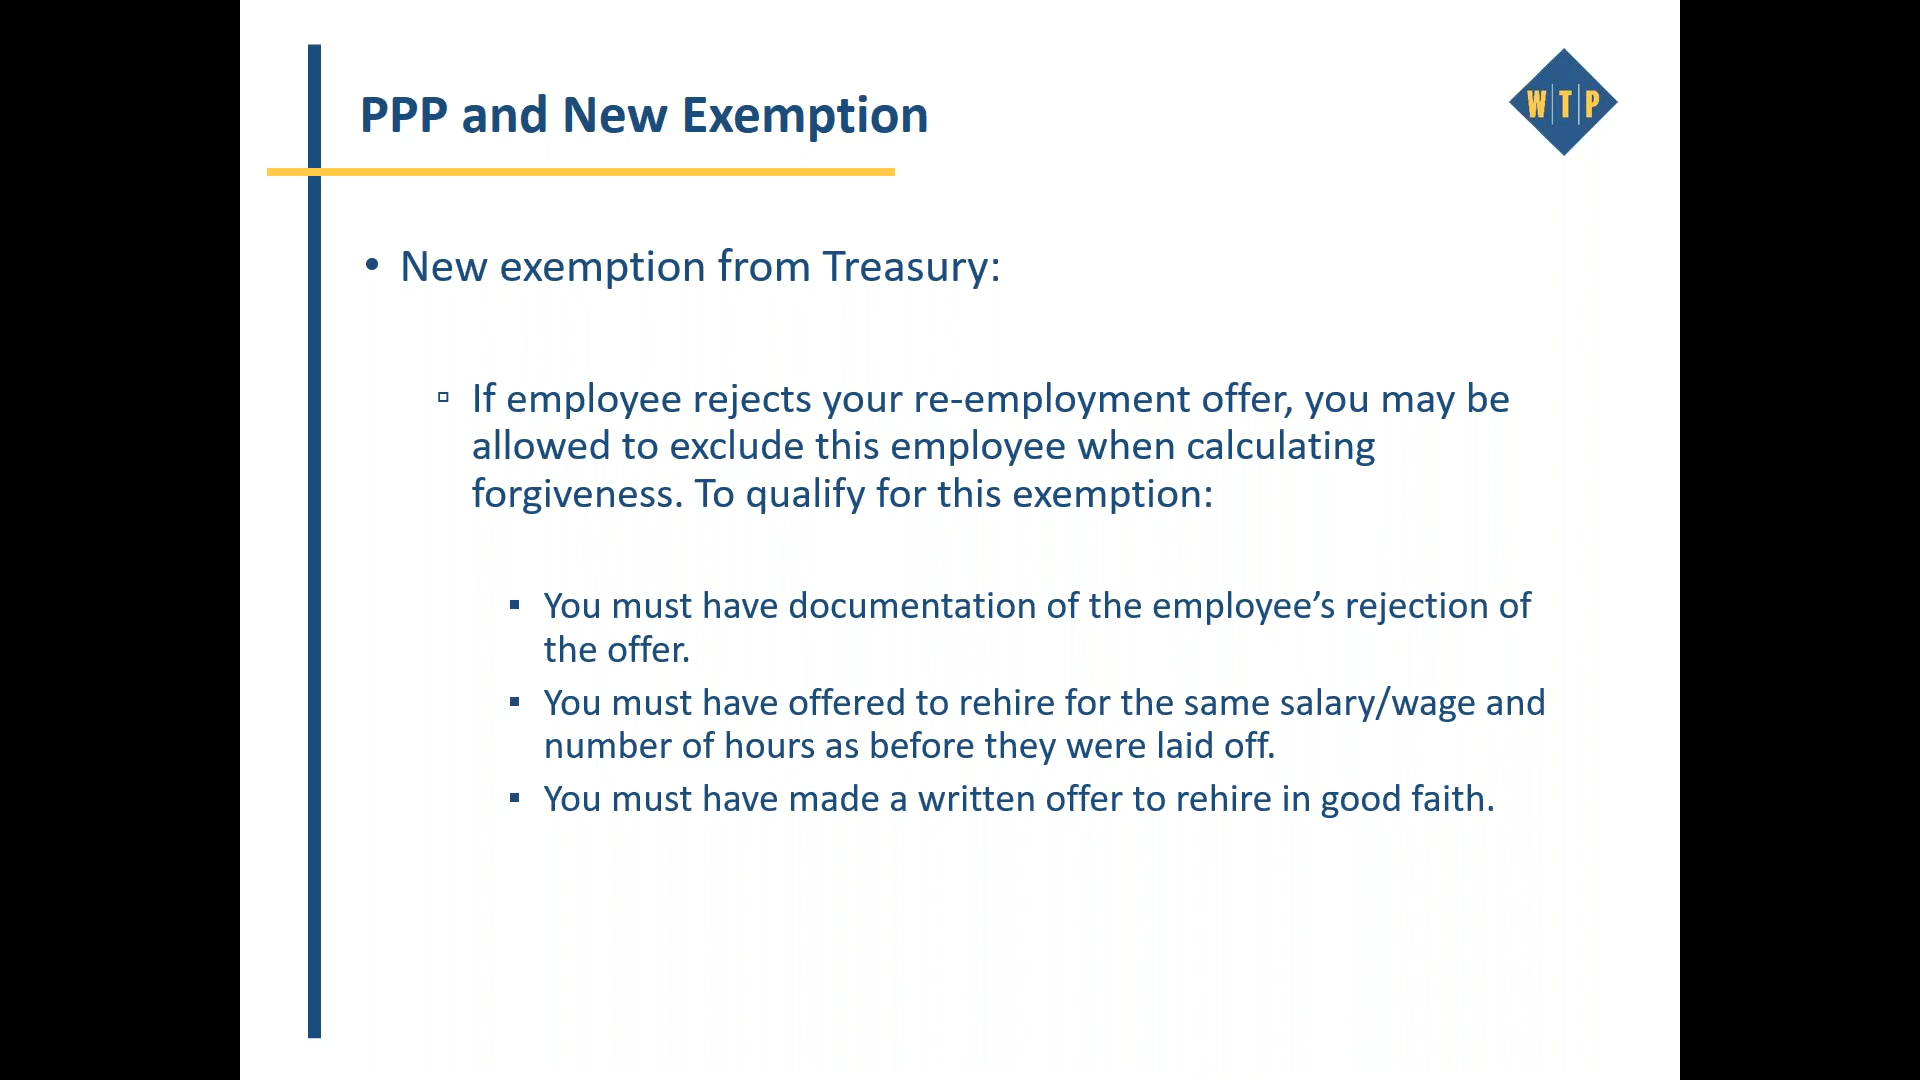 PPP and New Exemption
W|T|P
• New exemption from Treasury:
▫ If employee rejects your re-employment offer, you may be
allowed to exclude this employee when calculating
forgiveness. To qualify for this exemption:
▪ You must have documentation of the employee’s rejection of
the offer.
▪ You must have offered to rehire for the same salary/wage and
number of hours as before they were laid off.
▪ You must have made a written offer to rehire in good faith.